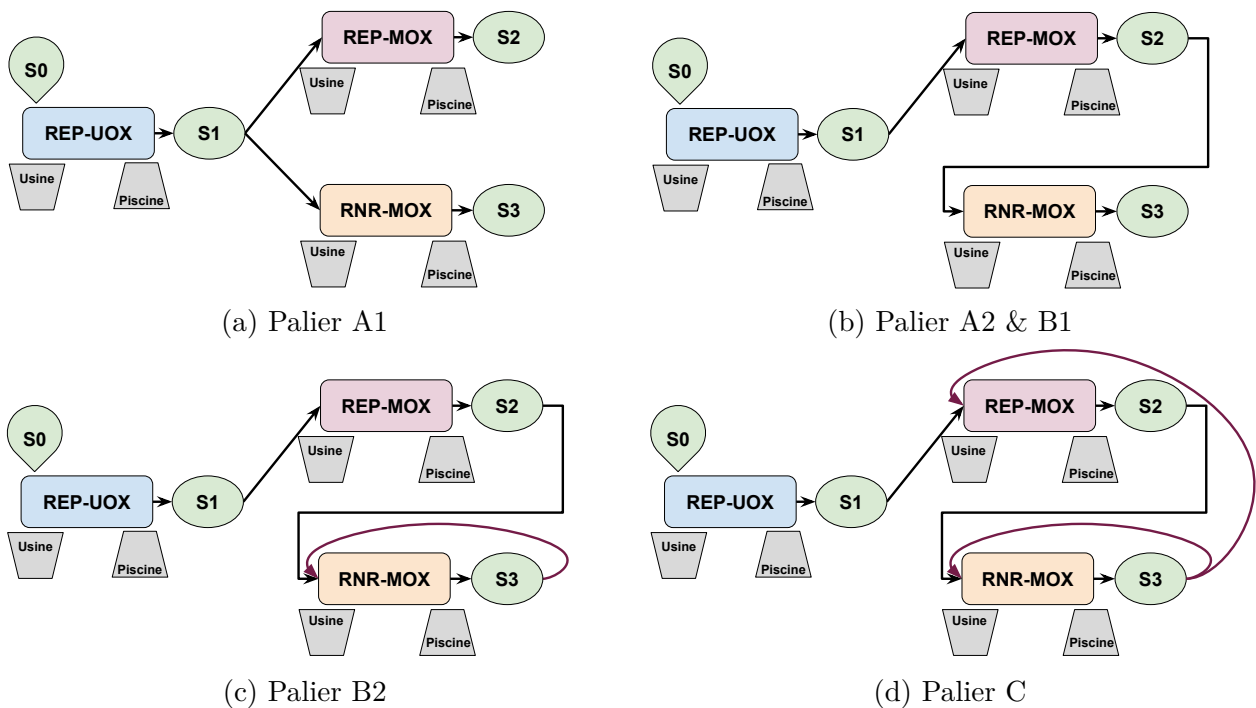 REP-MOX
S2
S0
Usine
Piscine
REP-UOX
S1
Usine
Piscine
RNR-MOX
S3
Usine
Piscine
(a) Palier A1
REP-MOX
S2
S0
Usine
Piscine
REP-UOX
S1
Usine
Piscine
RNR-MOX
S3
Usine
Piscine
(b) Palier A2 & B1
REP-MOX
S2
S0
Usine
Piscine
REP-UOX
S1
Usine
Piscine
RNR-MOX
S3
Usine
Piscine
(c) Palier B2
REP-MOX
S2
S0
Usine
Piscine
REP-UOX
S1
Usine
Piscine
RNR-MOX
S3
Usine
Piscine
(d) Palier C